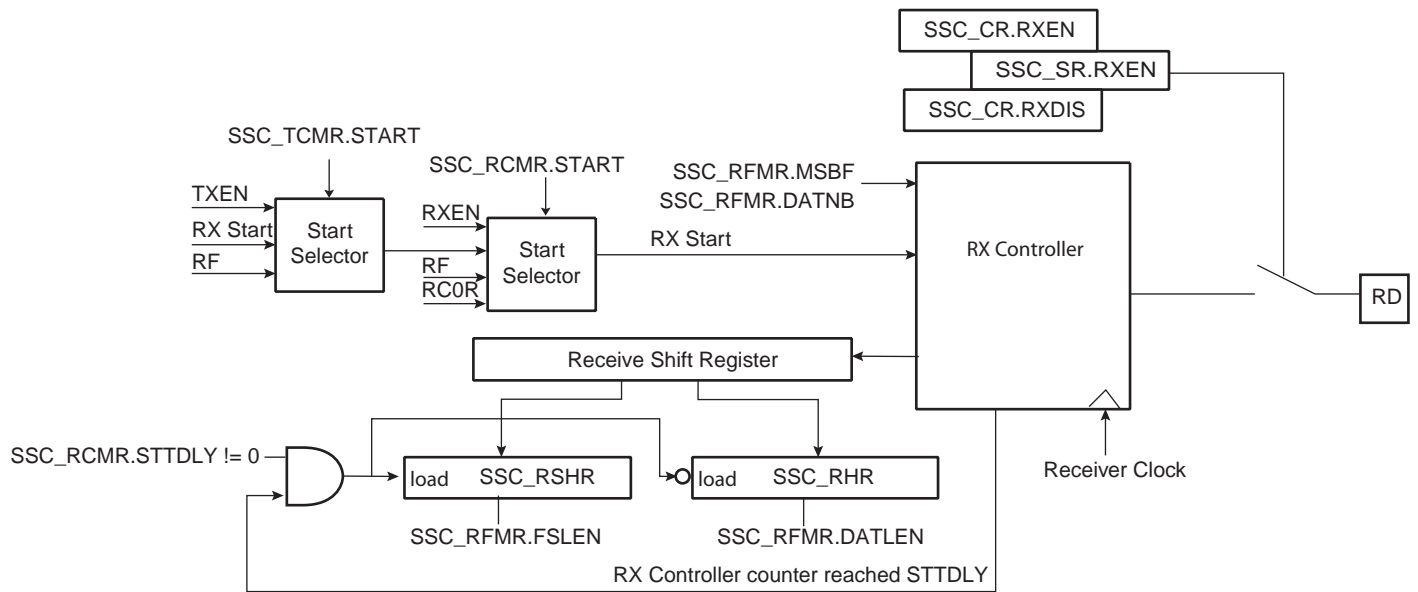 SSC_CR.RXEN
SSC_SR.RXEN
SSC_CR.RXDIS
SSC_TCMR.START
SSC_RCMR.START
SSC_RFMR.MSBF
SSC_RFMR.DATNB
TXEN
RX Start
RF
Start
Selector
RXEN
RF
RC0R
Start
Selector
RX Start
RX Controller
RD
Receive Shift Register
SSC_RCMR.STTDLY != 0
load SSC_RSHR
load SSC_RHR
Receiver Clock
SSC_RFMR.FSLEN
SSC_RFMR.DATLEN
RX Controller counter reached STTDLY